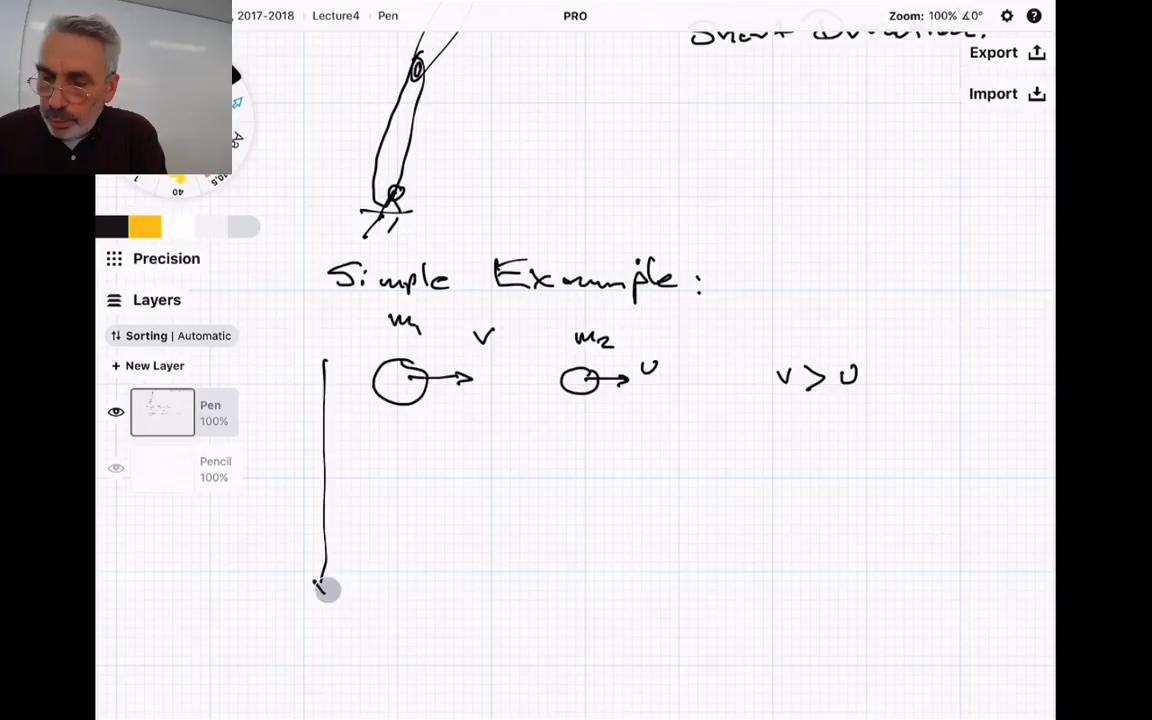 2017-2018 Lecture4 Pen
PRO
Zoom: 100% ∠0°
Export
Import
40
Precision
Layers
Sorting | Automatic
+ New Layer
Pen
100%
Pencil
100%
Simple Example:
m1 v m2 u
v > u